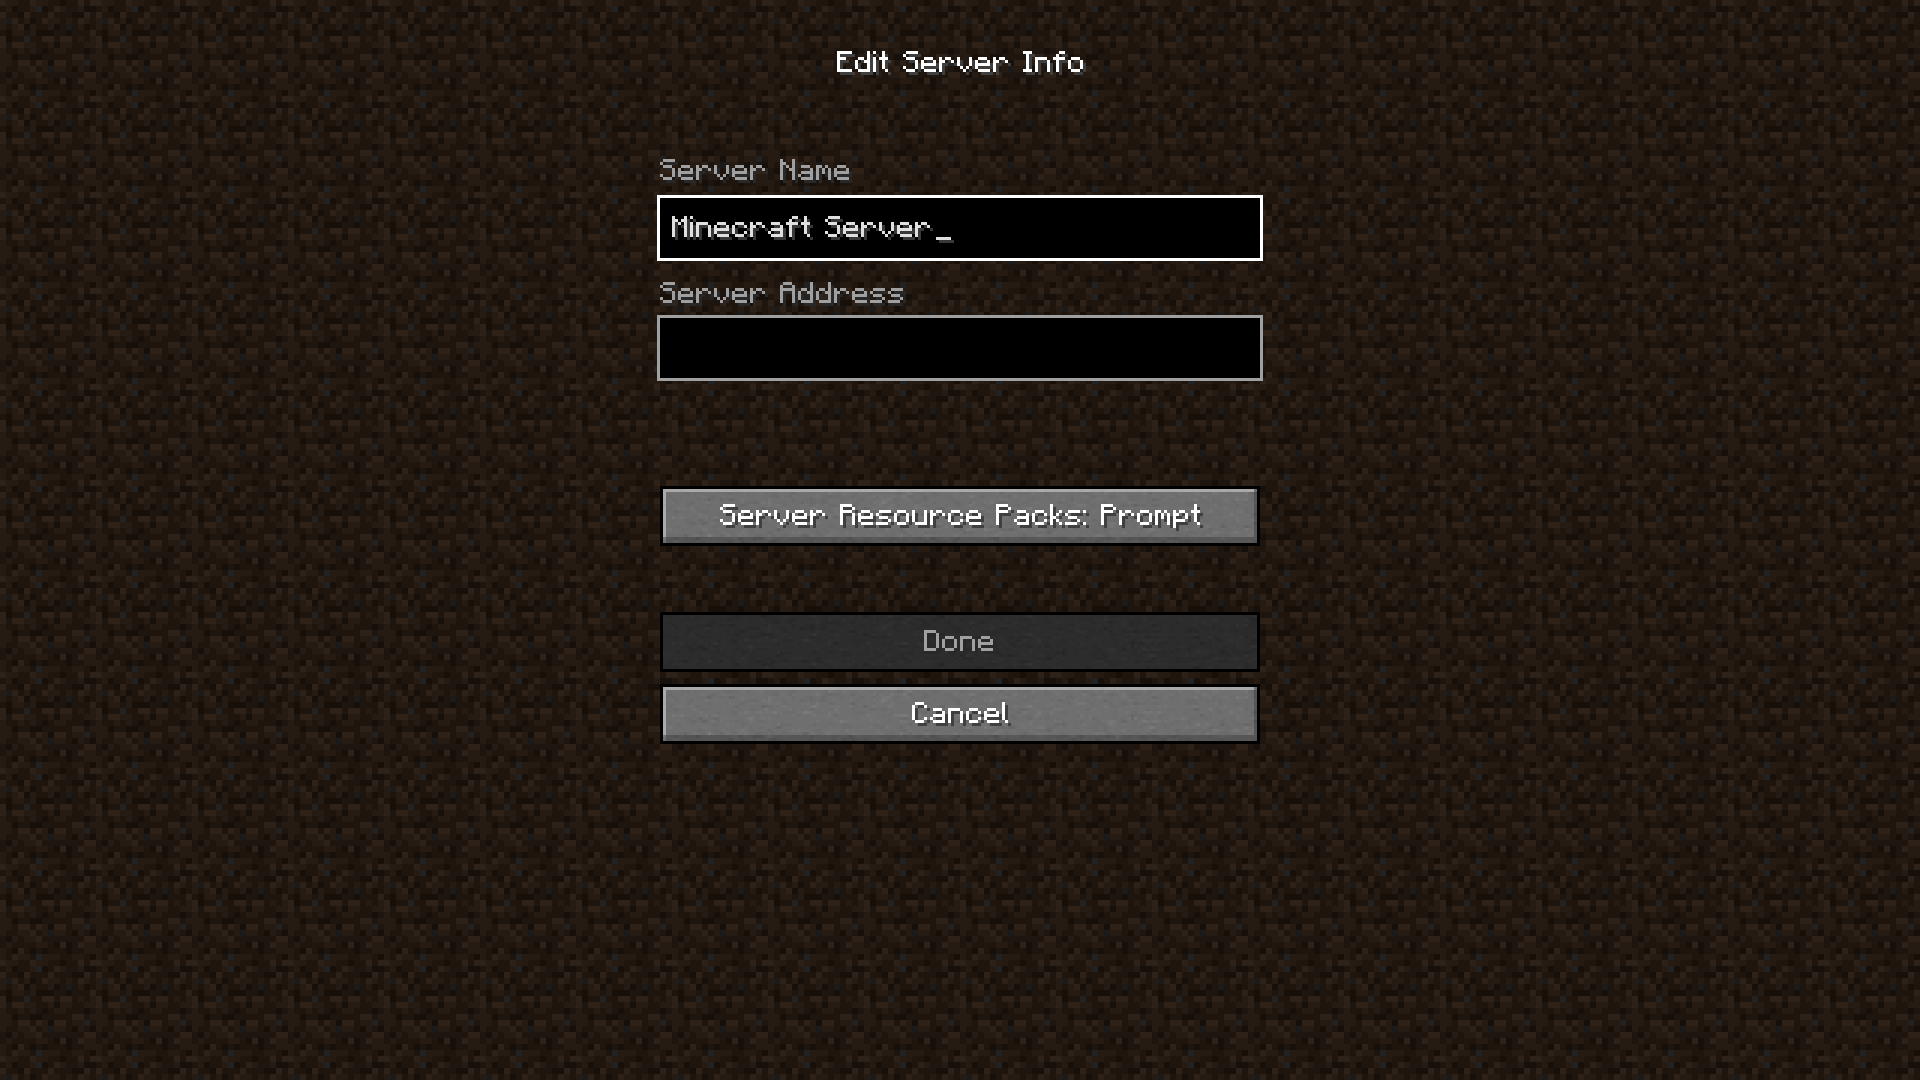 Edit Server Info
Server Name
Minecraft Server_
Server Address
Server Resource Packs: Prompt
Done
Cancel